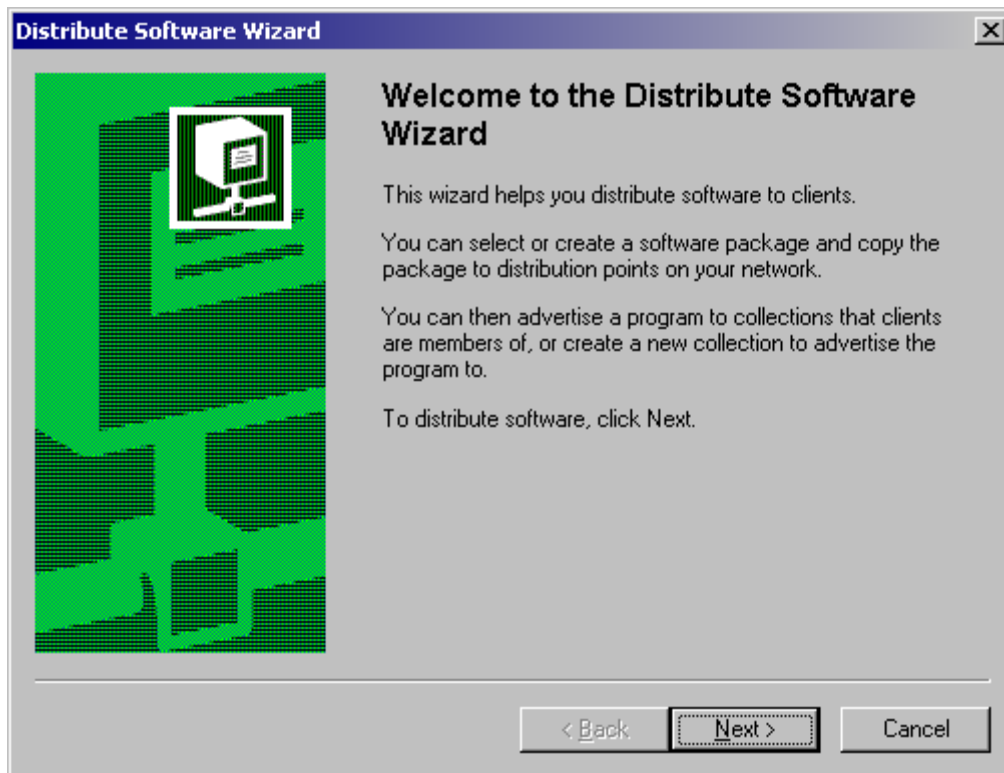 Distribute Software Wizard
Welcome to the Distribute Software
Wizard
This wizard helps you distribute software to clients.
You can select or create a software package and copy the
package to distribution points on your network.
You can then advertise a program to collections that clients
are members of, or create a new collection to advertise the
program to.
To distribute software, click Next.
< Back
Next >
Cancel